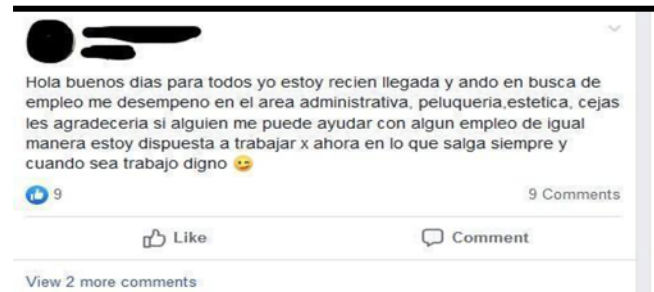 Hola buenos dias para todos yo estoy recien llegada y ando en busca de
empleo me desempeno en el area administrativa, peluqueria,estetica, cejas
les agradeceria si alguien me puede ayudar con algun empleo de igual
manera estoy dispuesta a trabajar x ahora en lo que salga siempre y
cuando sea trabajo digno 😉
9 9 Comments
Like Comment
View 2 more comments